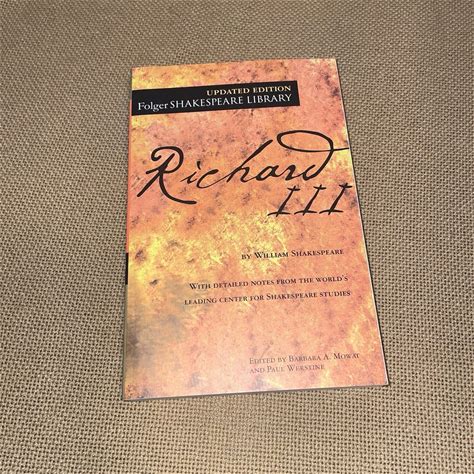 UPDATED EDITION
Folger SHAKESPEARE LIBRARY
Richard
III
BY WILLIAM SHAKESPEARE
WITH DETAILED NOTES FROM THE WORLD'S
LEADING CENTER FOR SHAKESPEARE STUDIES
EDITED BY BARBARA A. MOWAT
AND PAUL WERSTINE